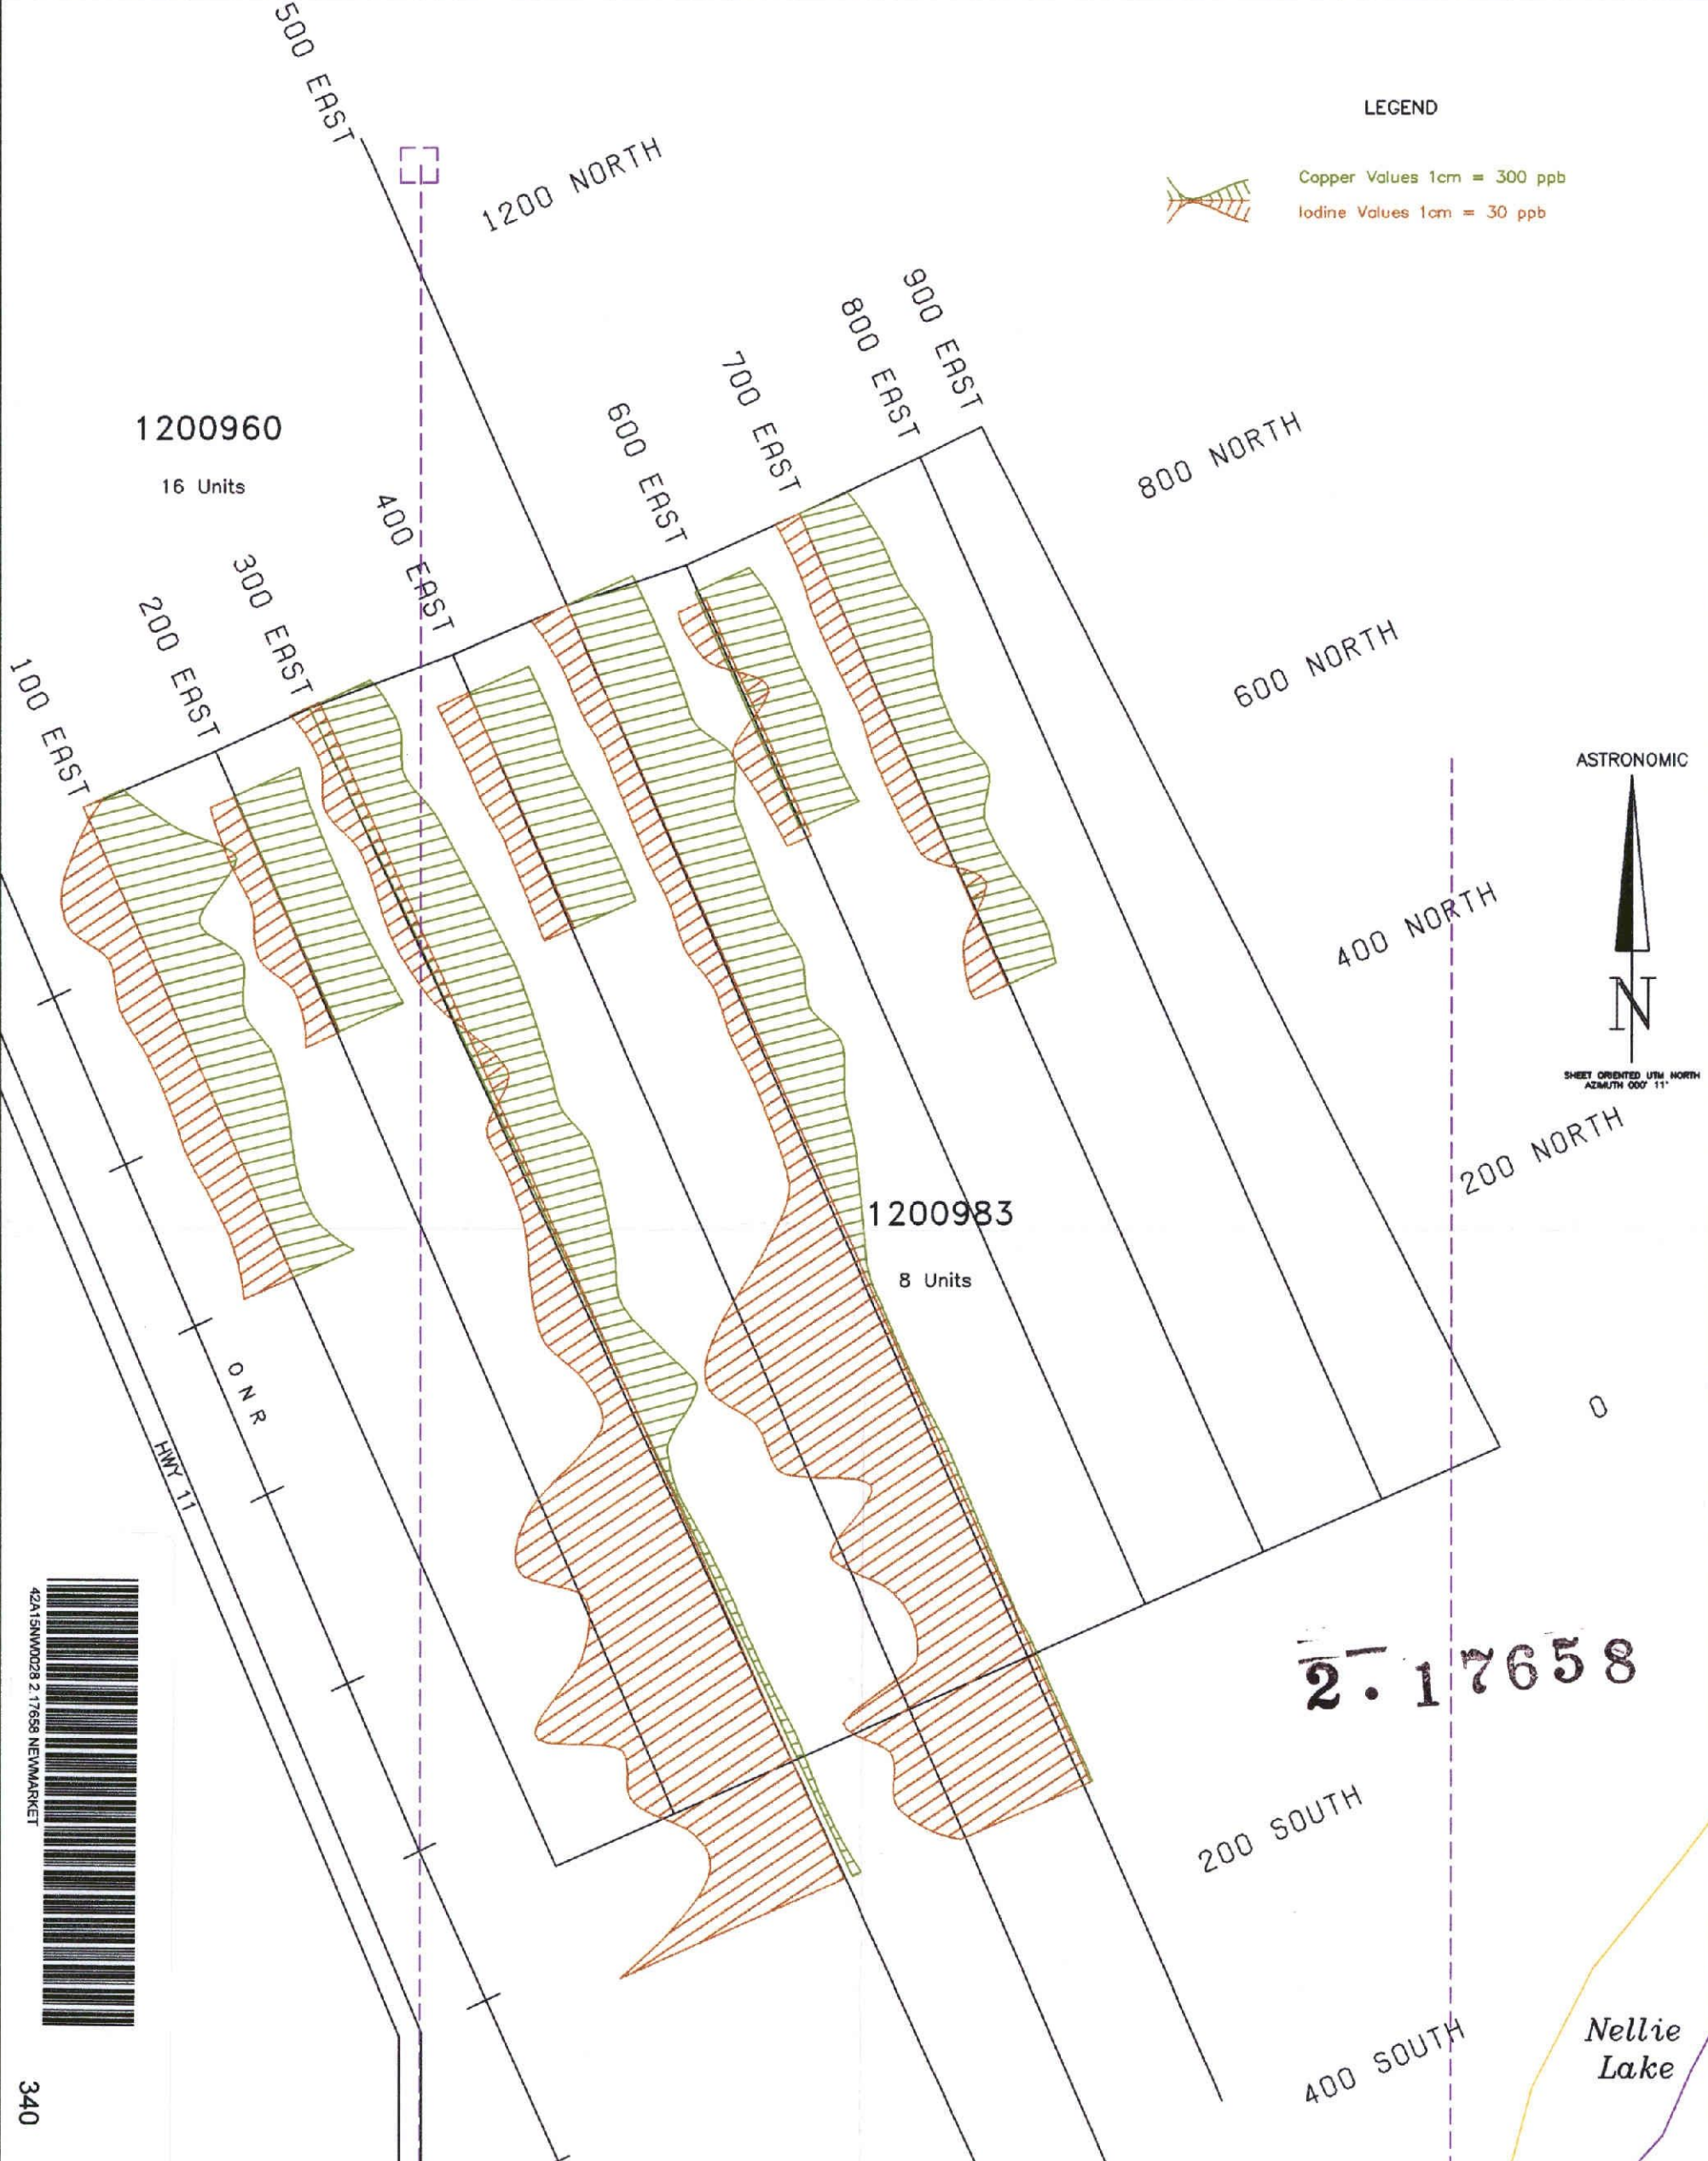 500 EAST
1200 NORTH
LEGEND
Copper Values 1cm = 300 ppb
Iodine Values 1cm = 30 ppb
900 EAST
800 EAST
700 EAST
600 EAST
1200960
16 Units
400 EAST
300 EAST
200 EAST
100 EAST
800 NORTH
600 NORTH
ASTRONOMIC
400 NORTH
N
SHEET ORIENTED UTM NORTH
AZIMUTH 000° 11'
200 NORTH
1200983
8 Units
0
O N R
HWY 11
42A15NW0028 2.17658 NEWMARKET
2.17658
200 SOUTH
400 SOUTH
Nellie
Lake
340